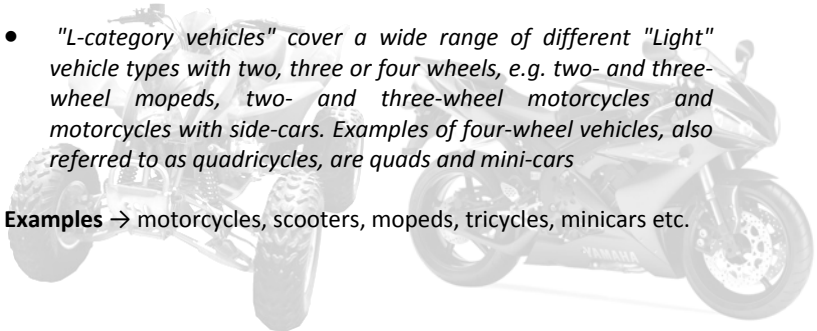 • "L-category vehicles" cover a wide range of different "Light"
vehicle types with two, three or four wheels, e.g. two- and three-
wheel mopeds, two- and three-wheel motorcycles and
motorcycles with side-cars. Examples of four-wheel vehicles, also
referred to as quadricycles, are quads and mini-cars
Examples → motorcycles, scooters, mopeds, tricycles, minicars etc.
YAMAHA